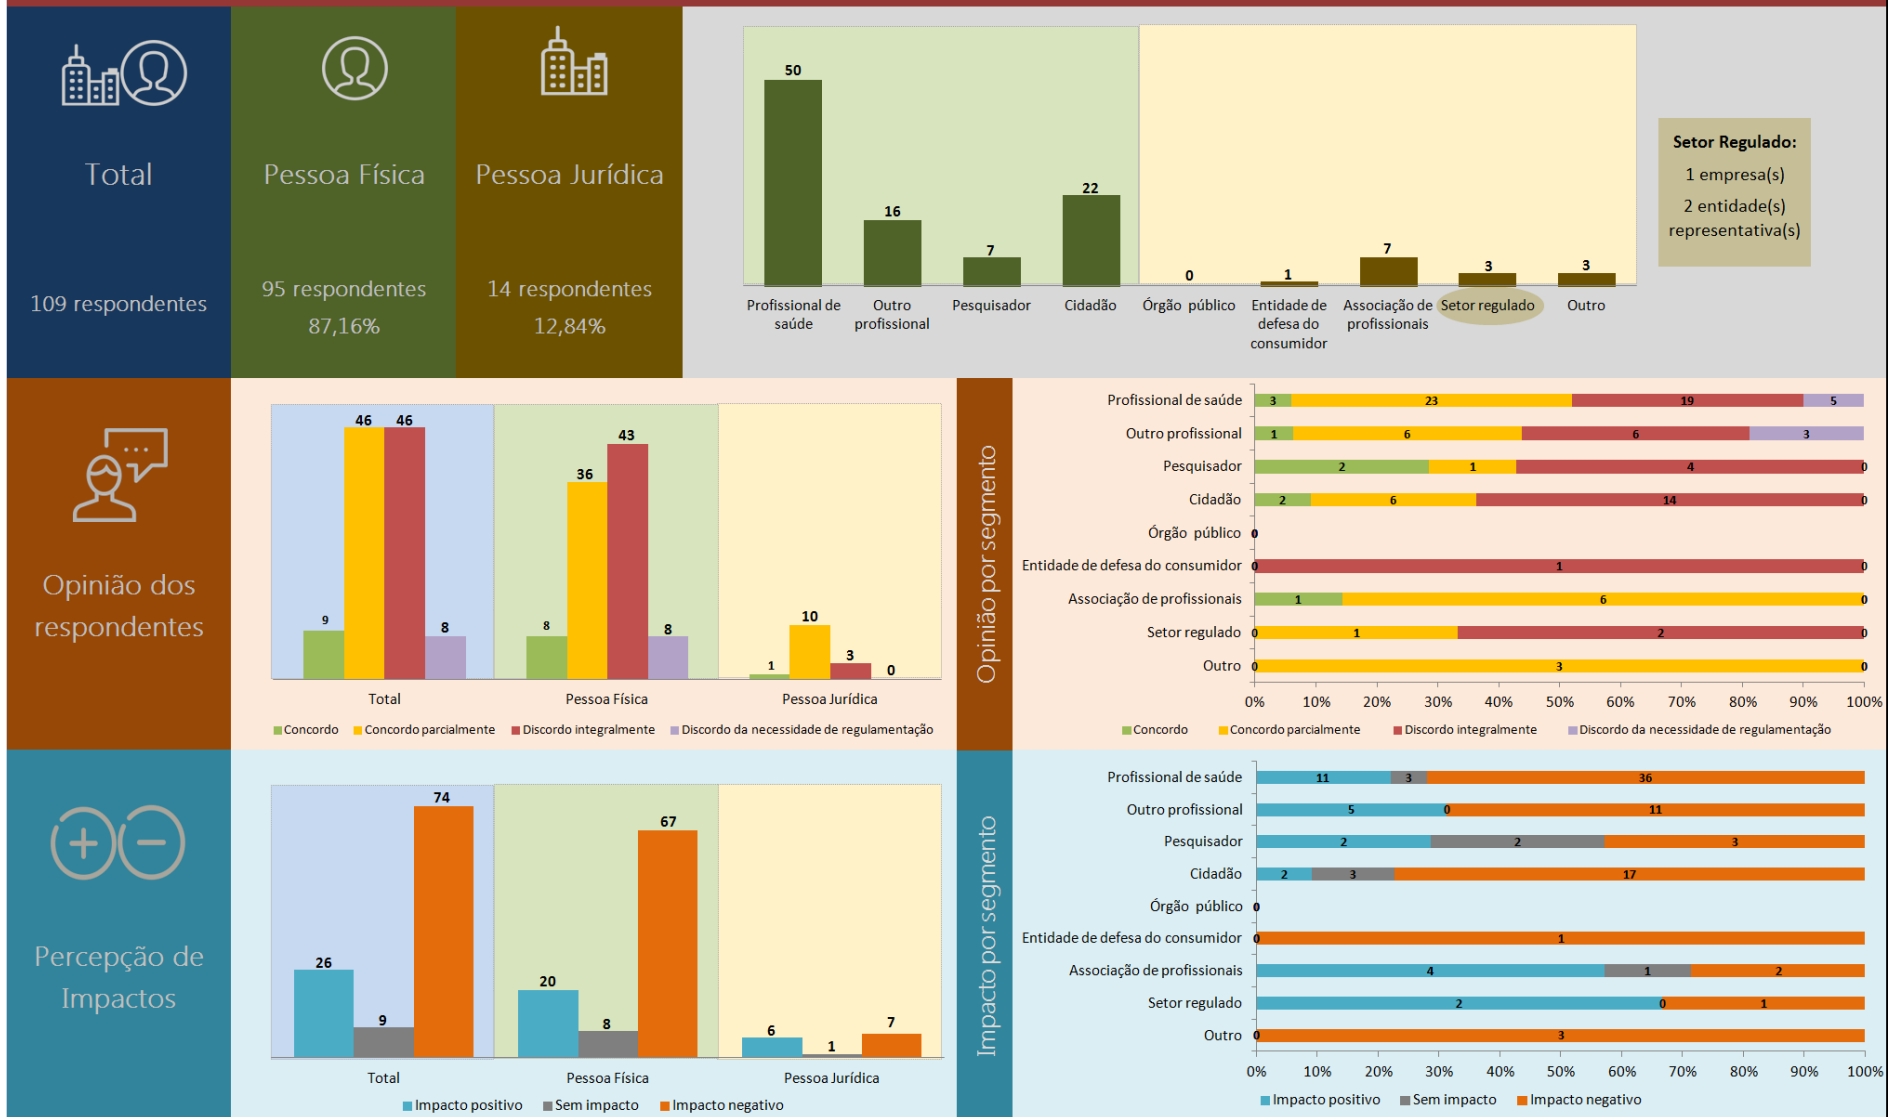 Total
109 respondentes
Pessoa Física
95 respondentes
87,16%
Pessoa Jurídica
14 respondentes
12,84%
50
16
7
22
0
1
7
3
3
Profissional de
saúde
Outro
profissional
Pesquisador
Cidadão
Órgão público
Entidade de
defesa do
consumidor
Associação de
profissionais
Setor regulado
Outro
Setor Regulado:
1 empresa(s)
2 entidade(s)
representativa(s)
Opinião dos
respondentes
9
46
46
8
8
36
43
8
1
10
3
0
Total
Pessoa Física
Pessoa Jurídica
Concordo
Concordo parcialmente
Discordo integralmente
Discordo da necessidade de regulamentação
Opinião por segmento
Profissional de saúde 3 23 19 5
Outro profissional 1 6 6 3
Pesquisador 2 1 4 0
Cidadão 2 6 14 0
Órgão público 0
Entidade de defesa do consumidor 0 1 0
Associação de profissionais 1 6 0
Setor regulado 0 1 2 0
Outro 0 3 0
0% 10% 20% 30% 40% 50% 60% 70% 80% 90% 100%
Concordo
Concordo parcialmente
Discordo integralmente
Discordo da necessidade de regulamentação
Percepção de
Impactos
26
9
74
20
8
67
6
1
7
Total
Pessoa Física
Pessoa Jurídica
Impacto positivo
Sem impacto
Impacto negativo
Impacto por segmento
Profissional de saúde 11 3 36
Outro profissional 5 0 11
Pesquisador 2 2 3
Cidadão 2 3 17
Órgão público 0
Entidade de defesa do consumidor 0 1
Associação de profissionais 4 1 2
Setor regulado 2 0 1
Outro 0 3
0% 10% 20% 30% 40% 50% 60% 70% 80% 90% 100%
Impacto positivo
Sem impacto
Impacto negativo